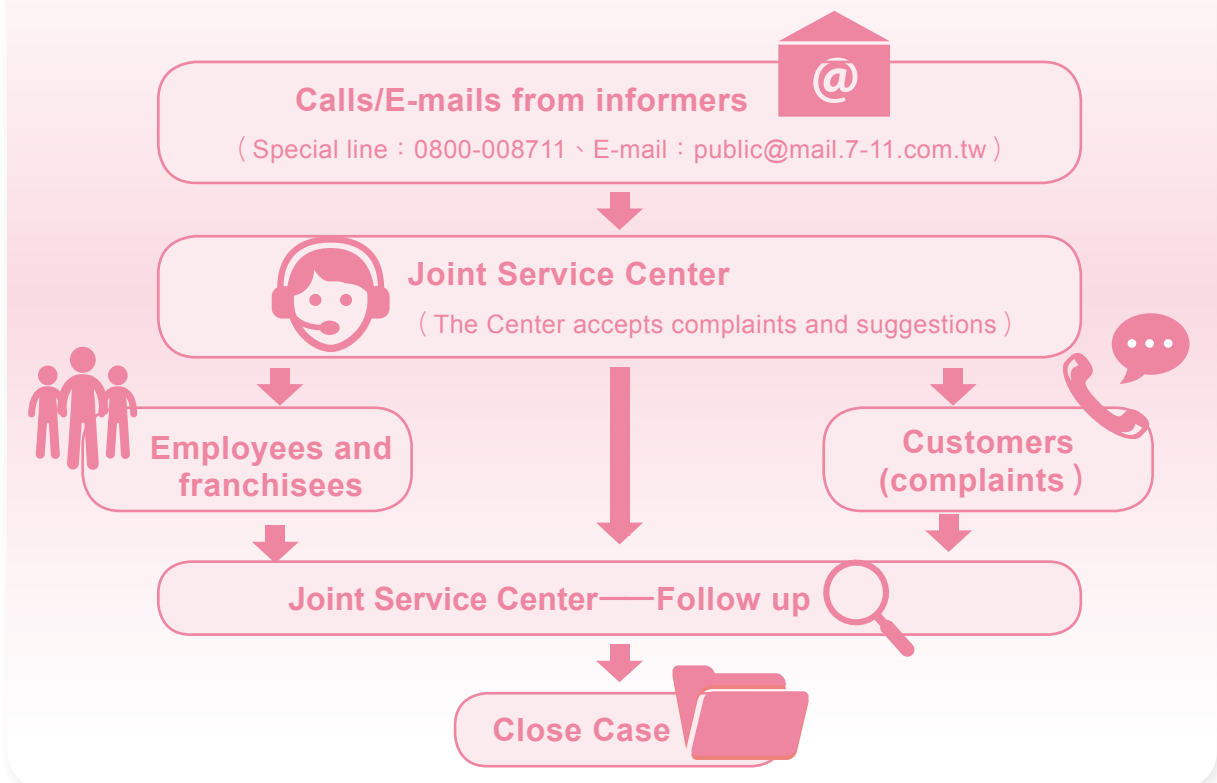 @
Calls/E-mails from informers
（Special line：0800-008711、E-mail：public@mail.7-11.com.tw）
Joint Service Center
（The Center accepts complaints and suggestions）
Employees and
franchisees
Customers
(complaints）
Joint Service Center——Follow up
Close Case